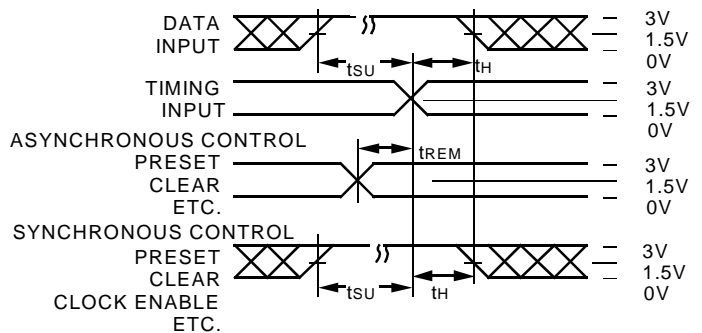 DATA
INPUT
tSU
tH
3V
1.5V
0V
TIMING
INPUT
3V
1.5V
0V
ASYNCHRONOUS CONTROL
PRESET
CLEAR
ETC.
tREM
3V
1.5V
0V
SYNCHRONOUS CONTROL
PRESET
CLEAR
CLOCK ENABLE
ETC.
tSU
tH
3V
1.5V
0V